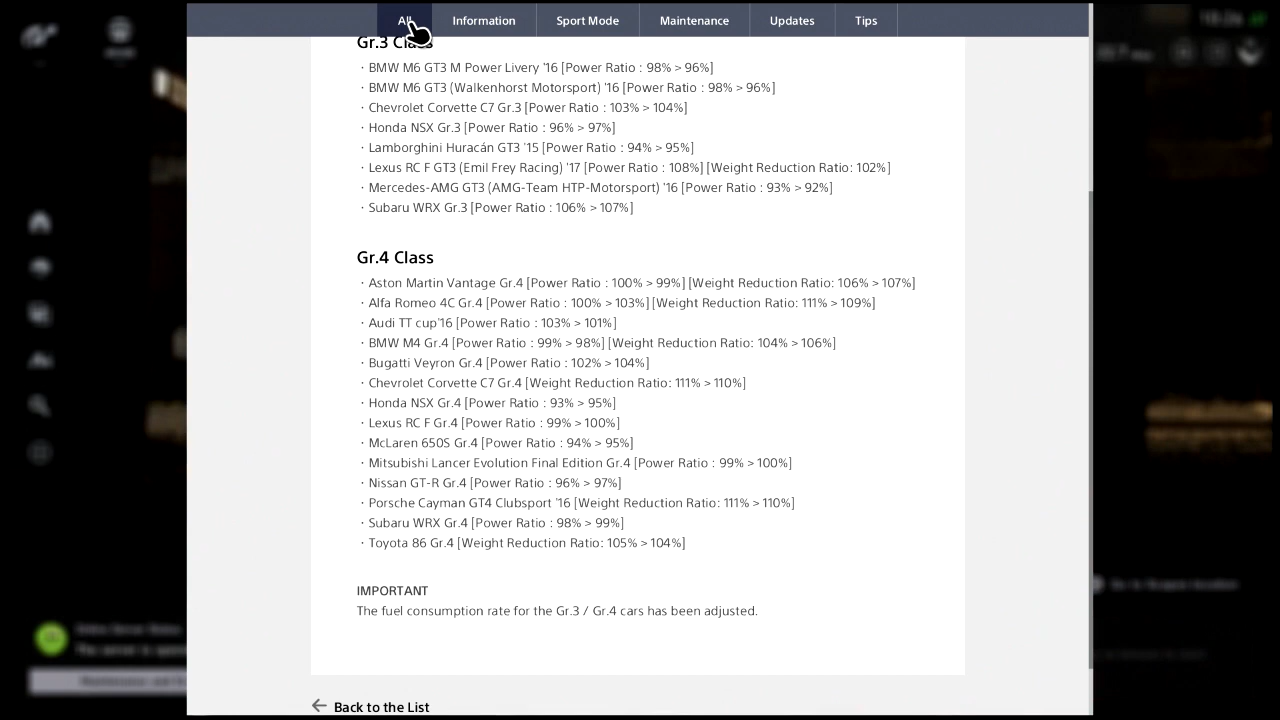 All
Information
Sport Mode
Maintenance
Updates
Tips
Gr.3 Class
· BMW M6 GT3 M Power Livery '16 [Power Ratio : 98% > 96%]
· BMW M6 GT3 (Walkenhorst Motorsport) '16 [Power Ratio : 98% > 96%]
· Chevrolet Corvette C7 Gr.3 [Power Ratio : 103% > 104%]
· Honda NSX Gr.3 [Power Ratio : 96% > 97%]
· Lamborghini Huracán GT3 '15 [Power Ratio : 94% > 95%]
· Lexus RC F GT3 (Emil Frey Racing) '17 [Power Ratio : 108%] [Weight Reduction Ratio: 102%]
· Mercedes-AMG GT3 (AMG-Team HTP-Motorsport) '16 [Power Ratio : 93% > 92%]
· Subaru WRX Gr.3 [Power Ratio : 106% > 107%]
Gr.4 Class
· Aston Martin Vantage Gr.4 [Power Ratio : 100% > 99%] [Weight Reduction Ratio: 106% > 107%]
· Alfa Romeo 4C Gr.4 [Power Ratio : 100% > 103%] [Weight Reduction Ratio: 111% > 109%]
· Audi TT cup'16 [Power Ratio : 103% > 101%]
· BMW M4 Gr.4 [Power Ratio : 99% > 98%] [Weight Reduction Ratio: 104% > 106%]
· Bugatti Veyron Gr.4 [Power Ratio : 102% > 104%]
· Chevrolet Corvette C7 Gr.4 [Weight Reduction Ratio: 111% > 110%]
· Honda NSX Gr.4 [Power Ratio : 93% > 95%]
· Lexus RC F Gr.4 [Power Ratio : 99% > 100%]
· McLaren 650S Gr.4 [Power Ratio : 94% > 95%]
· Mitsubishi Lancer Evolution Final Edition Gr.4 [Power Ratio : 99% > 100%]
· Nissan GT-R Gr.4 [Power Ratio : 96% > 97%]
· Porsche Cayman GT4 Clubsport '16 [Weight Reduction Ratio: 111% > 110%]
· Subaru WRX Gr.4 [Power Ratio : 98% > 99%]
· Toyota 86 Gr.4 [Weight Reduction Ratio: 105% > 104%]
IMPORTANT
The fuel consumption rate for the Gr.3 / Gr.4 cars has been adjusted.
Back to the List
Online Server Status
The server is